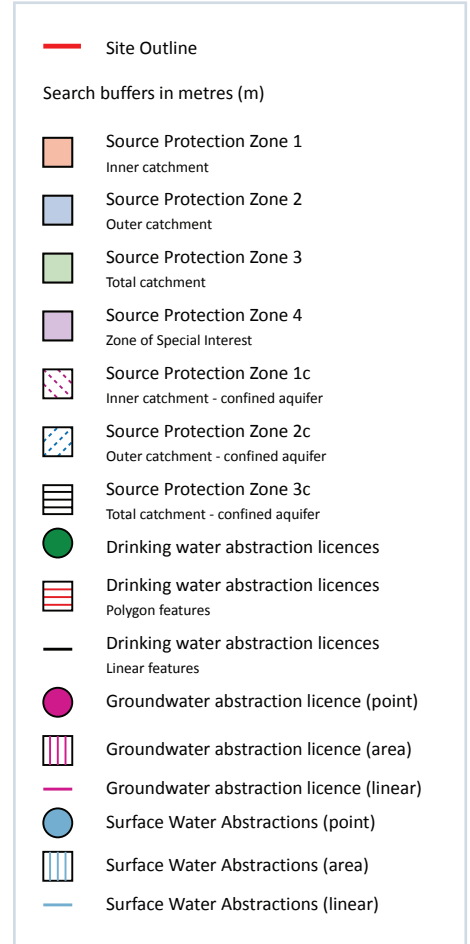 Site Outline
Search buffers in metres (m)
Source Protection Zone 1
Inner catchment
Source Protection Zone 2
Outer catchment
Source Protection Zone 3
Total catchment
Source Protection Zone 4
Zone of Special Interest
Source Protection Zone 1c
Inner catchment - confined aquifer
Source Protection Zone 2c
Outer catchment - confined aquifer
Source Protection Zone 3c
Total catchment - confined aquifer
Drinking water abstraction licences
Drinking water abstraction licences
Polygon features
Drinking water abstraction licences
Linear features
Groundwater abstraction licence (point)
Groundwater abstraction licence (area)
Groundwater abstraction licence (linear)
Surface Water Abstractions (point)
Surface Water Abstractions (area)
Surface Water Abstractions (linear)